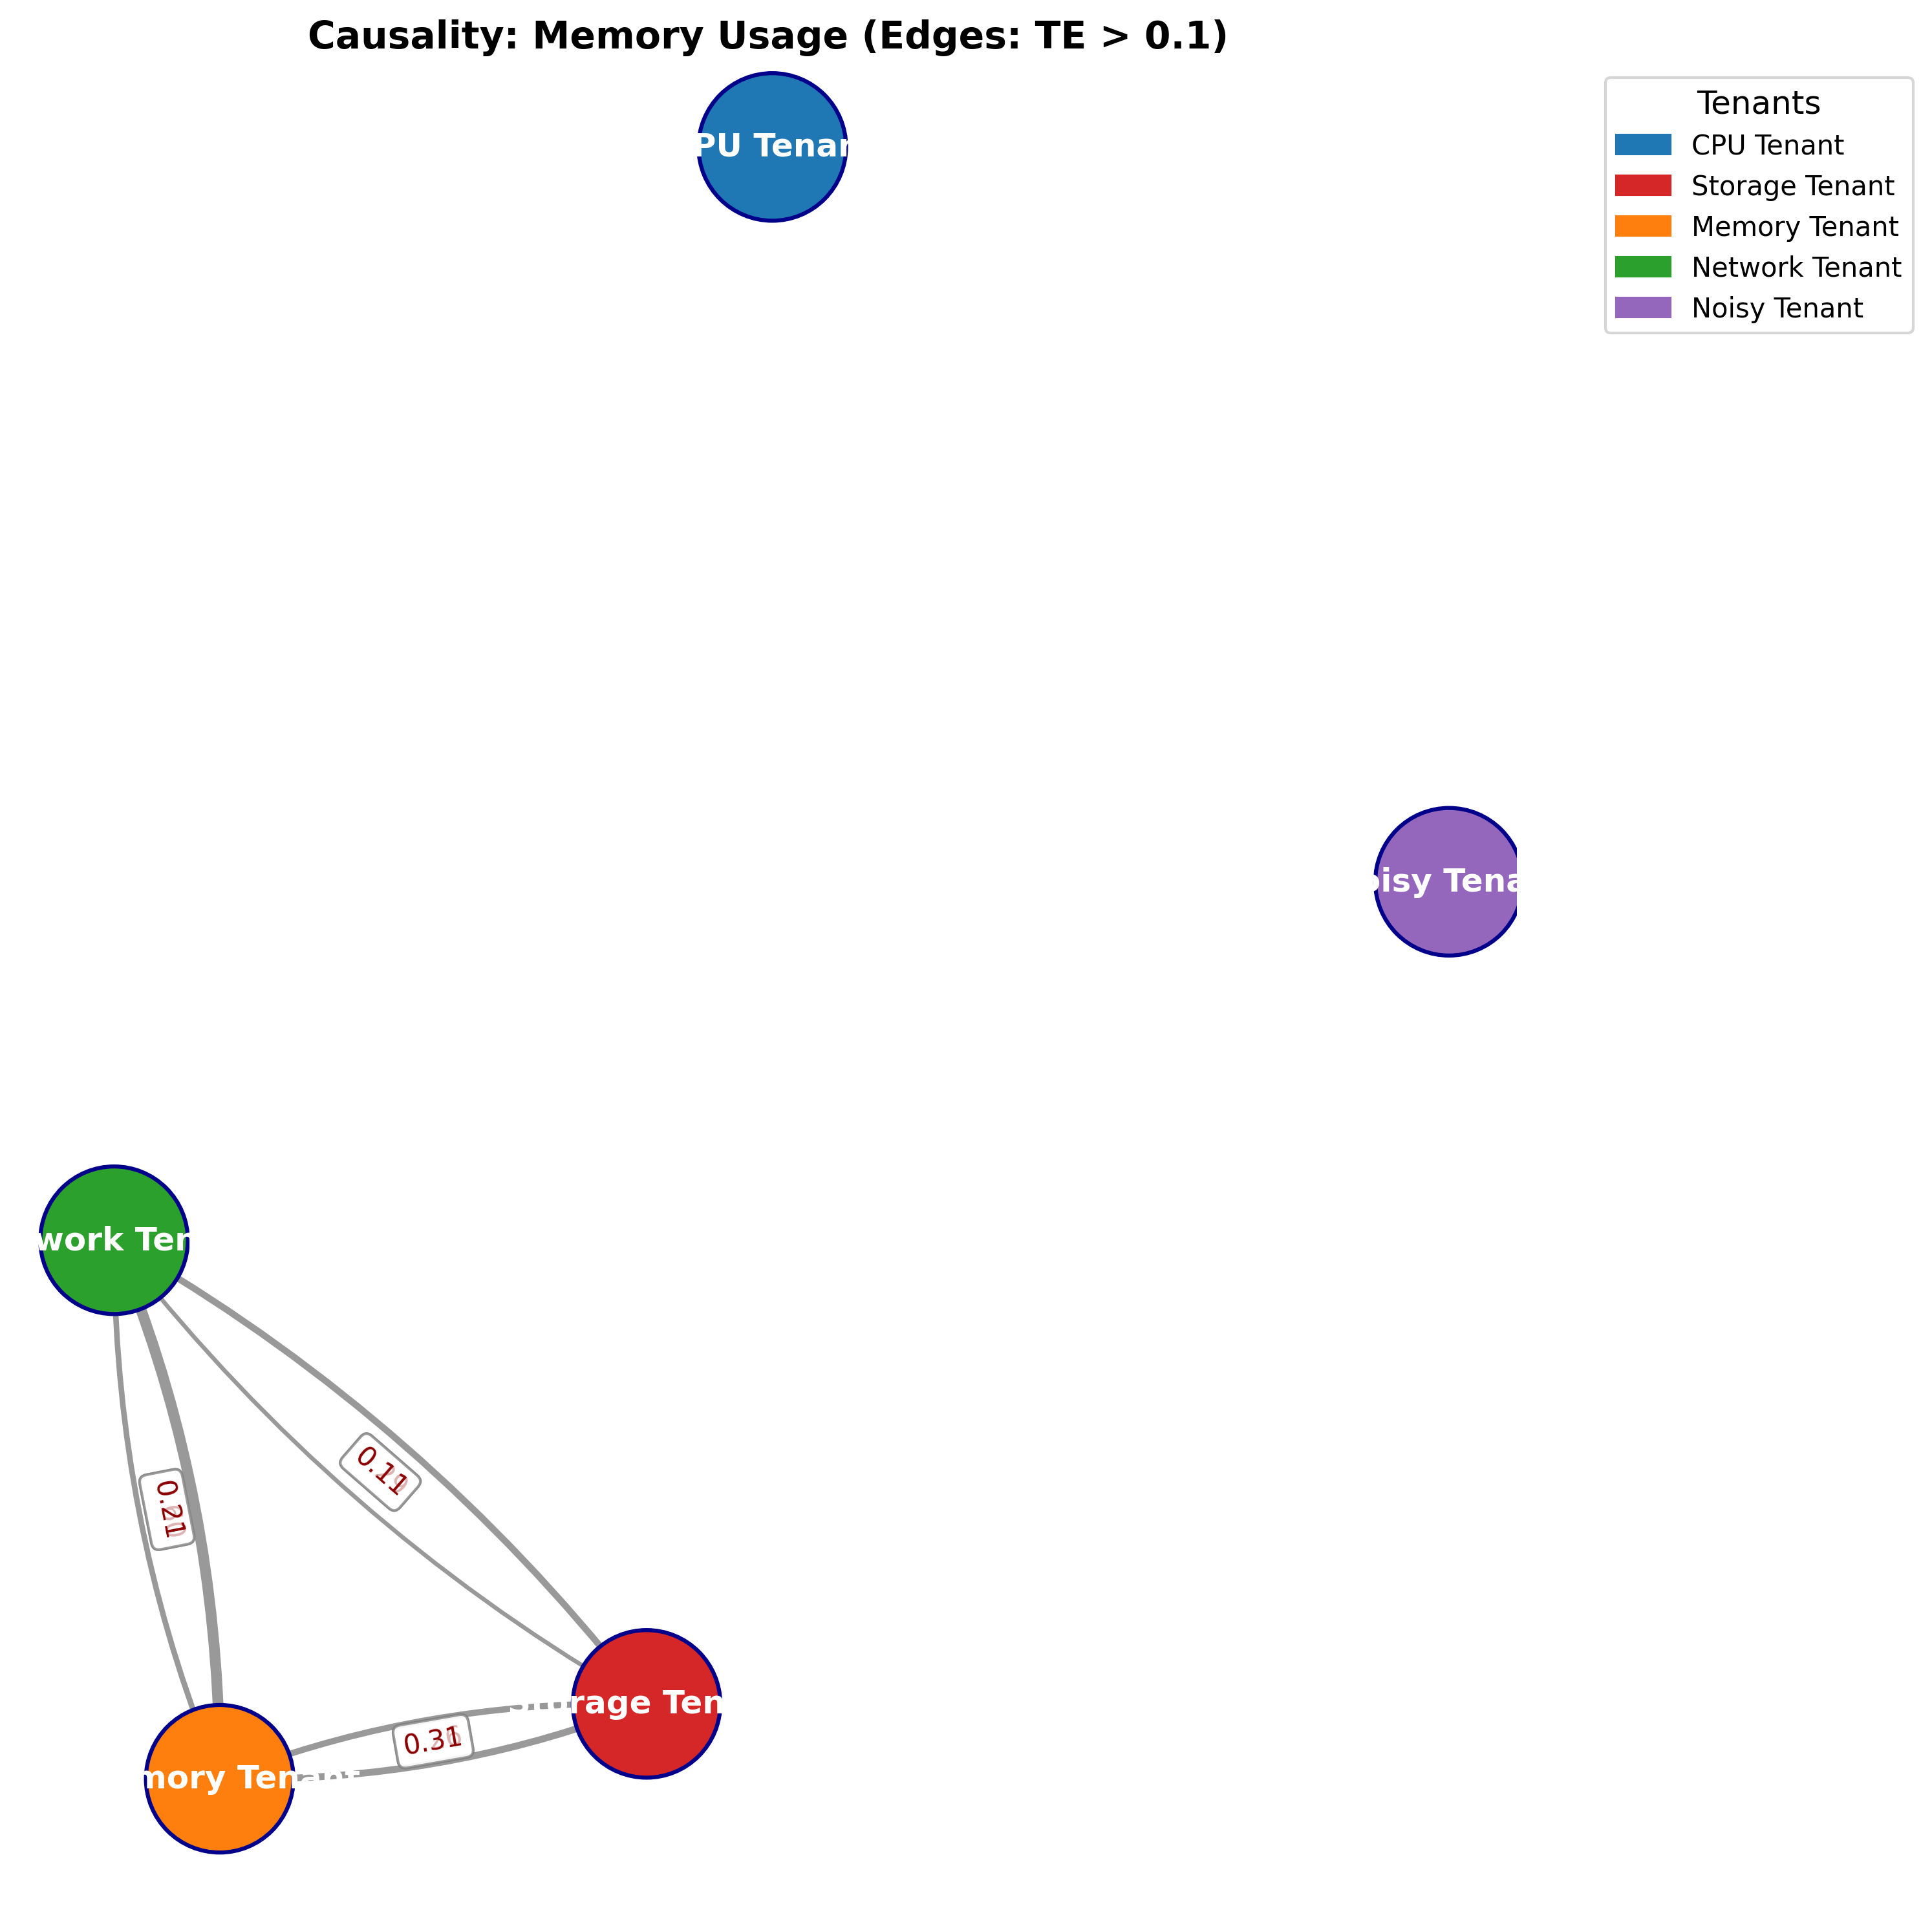 Causality: Memory Usage (Edges: TE > 0.1)
Tenants
CPU Tenant
Storage Tenant
Memory Tenant
Network Tenant
Noisy Tenant
PU Tenan
isy Tena
work Ten
0.11
0.21
rage Ten
0.31
mory Tenant